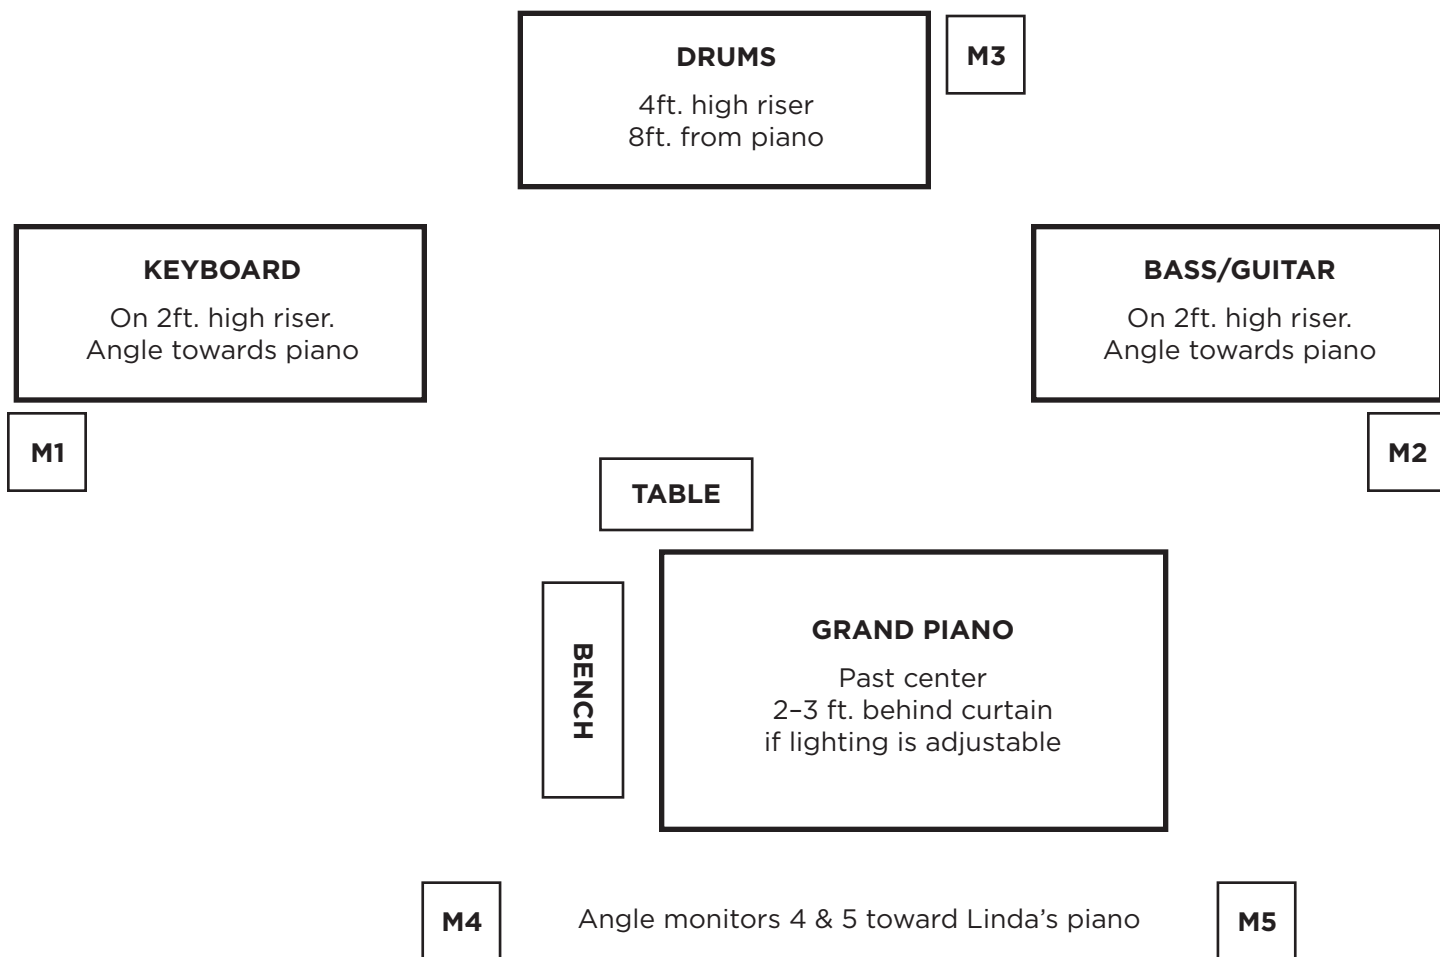 DRUMS
4ft. high riser
8ft. from piano
M3
KEYBOARD
On 2ft. high riser.
Angle towards piano
BASS/GUITAR
On 2ft. high riser.
Angle towards piano
M1
M2
TABLE
BENCH
GRAND PIANO
Past center
2–3 ft. behind curtain
if lighting is adjustable
M4
Angle monitors 4 & 5 toward Linda’s piano
M5